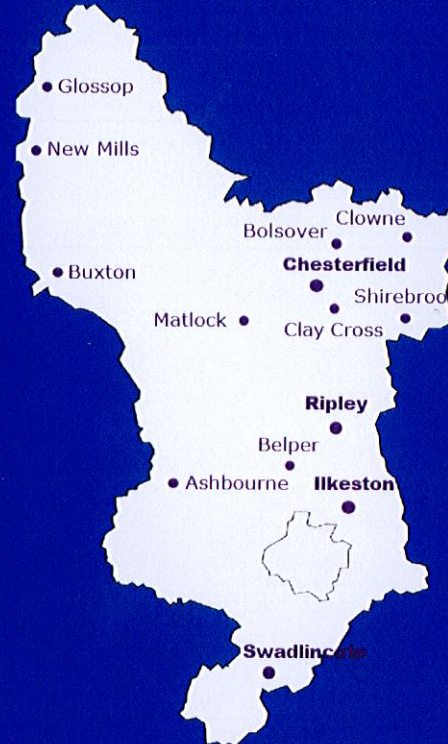 Glossop
New Mills
Clowne
Bolsover
Chesterfield
Buxton
Shirebroo
Matlock
Clay Cross
Ripley
Belper
Ashbourne
Ilkeston
Swadlincote